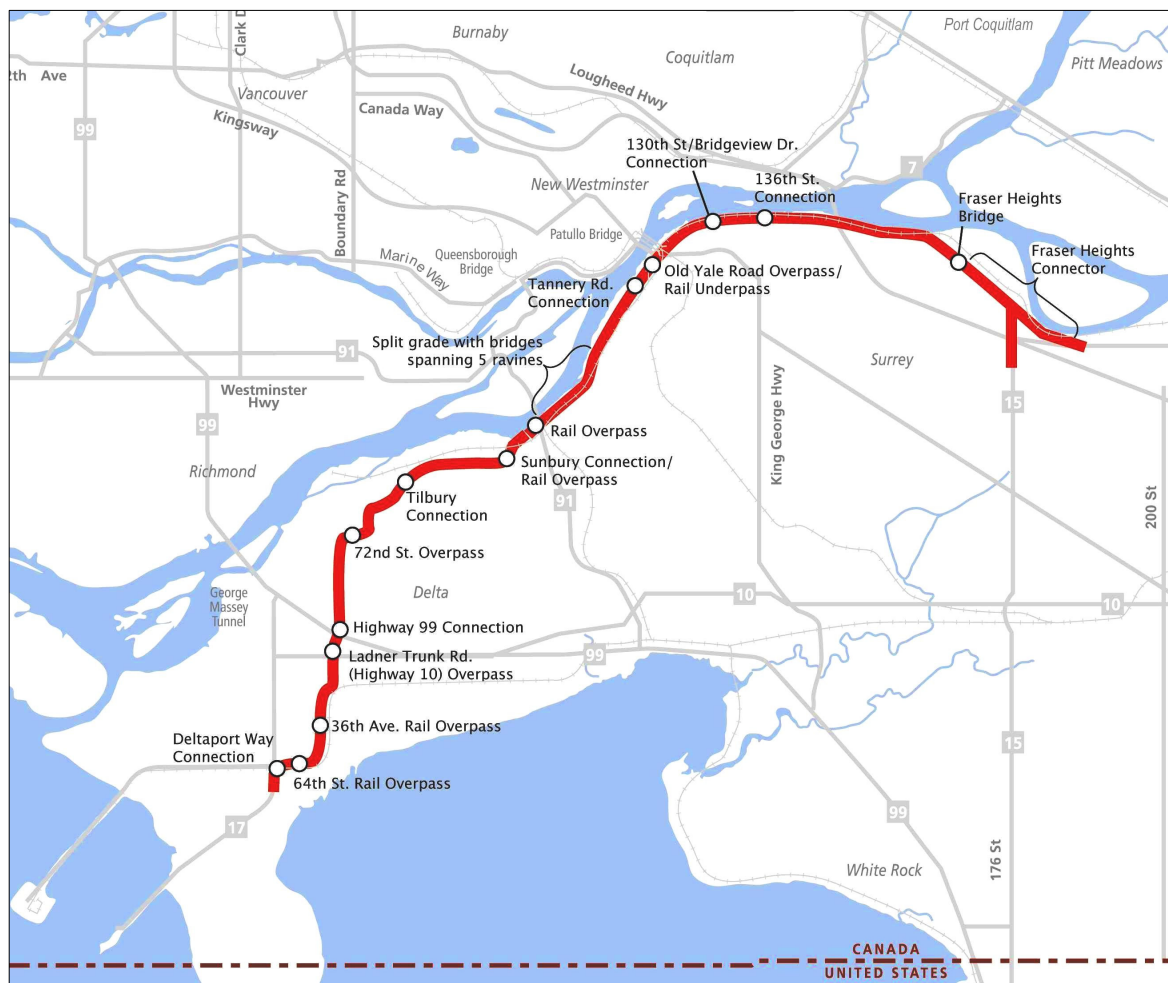 Port Coquitlam
Burnaby
Clark D
Coquitlam
Pitt Meadows
Lougheed Hwy
2th Ave
Vancouver
Canada Way
99
Kingsway
130th St/Bridgeview Dr.
Connection
7
136th St.
Connection
New Westminster
Fraser Heights
Bridge
Boundary Rd
Patullo Bridge
Fraser Heights
Connector
Marine Way
Queensborough
Bridge
Old Yale Road Overpass/
Rail Underpass
Tannery Rd.
Connection
Split grade with bridges
spanning 5 ravines
91
Surrey
Westminster
Hwy
King George Hwy
15
99
Rail Overpass
Richmond
Sunbury Connection/
Rail Overpass
Tilbury
Connection
91
200 St
72nd St. Overpass
George
Massey
Tunnel
Delta
10
10
Highway 99 Connection
Ladner Trunk Rd.
(Highway 10) Overpass
99
36th Ave. Rail Overpass
Deltaport Way
Connection
15
64th St. Rail Overpass
17
99
176 St
White Rock
CANADA
UNITED STATES